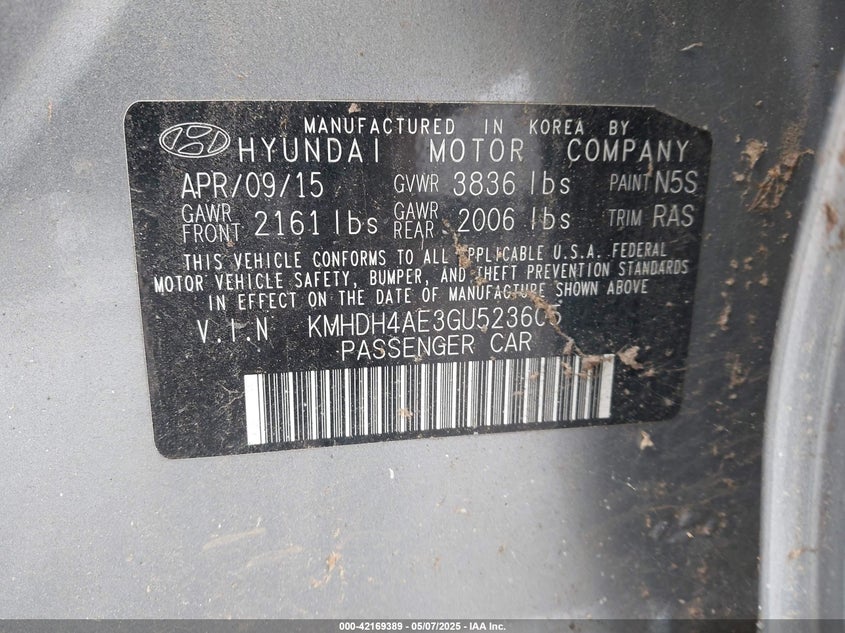 MANUFACTURED IN KOREA BY
HYUNDAI MOTOR COMPANY
APR/09/15 GVWR 3836 lbs PAINT N5S
GAWR FRONT 2161 lbs GAWR REAR 2006 lbs TRIM RAS
THIS VEHICLE CONFORMS TO ALL APPLICABLE U.S.A. FEDERAL
MOTOR VEHICLE SAFETY, BUMPER, AND THEFT PREVENTION STANDARDS
IN EFFECT ON THE DATE OF MANUFACTURE SHOWN ABOVE
V.I.N
PASSENGER CAR
000-42169389 - 05/07/2025 - IAA Inc.